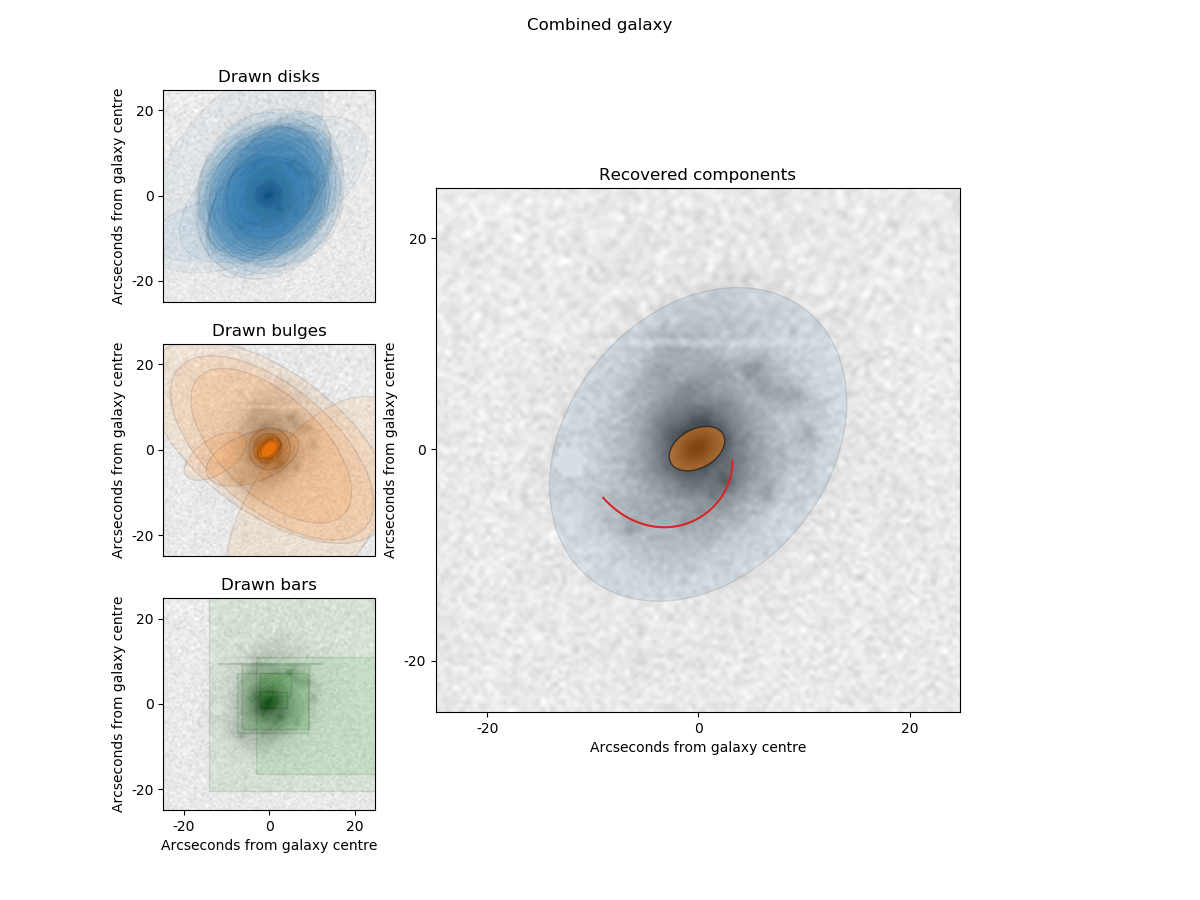 Combined galaxy
Drawn disks
Arcseconds from galaxy centre
20
0
-20
Drawn bulges
Arcseconds from galaxy centre
20
0
-20
Drawn bars
Arcseconds from galaxy centre
20
0
-20
-20 0 20
Arcseconds from galaxy centre
Recovered components
Arcseconds from galaxy centre
20
0
-20
-20 0 20
Arcseconds from galaxy centre